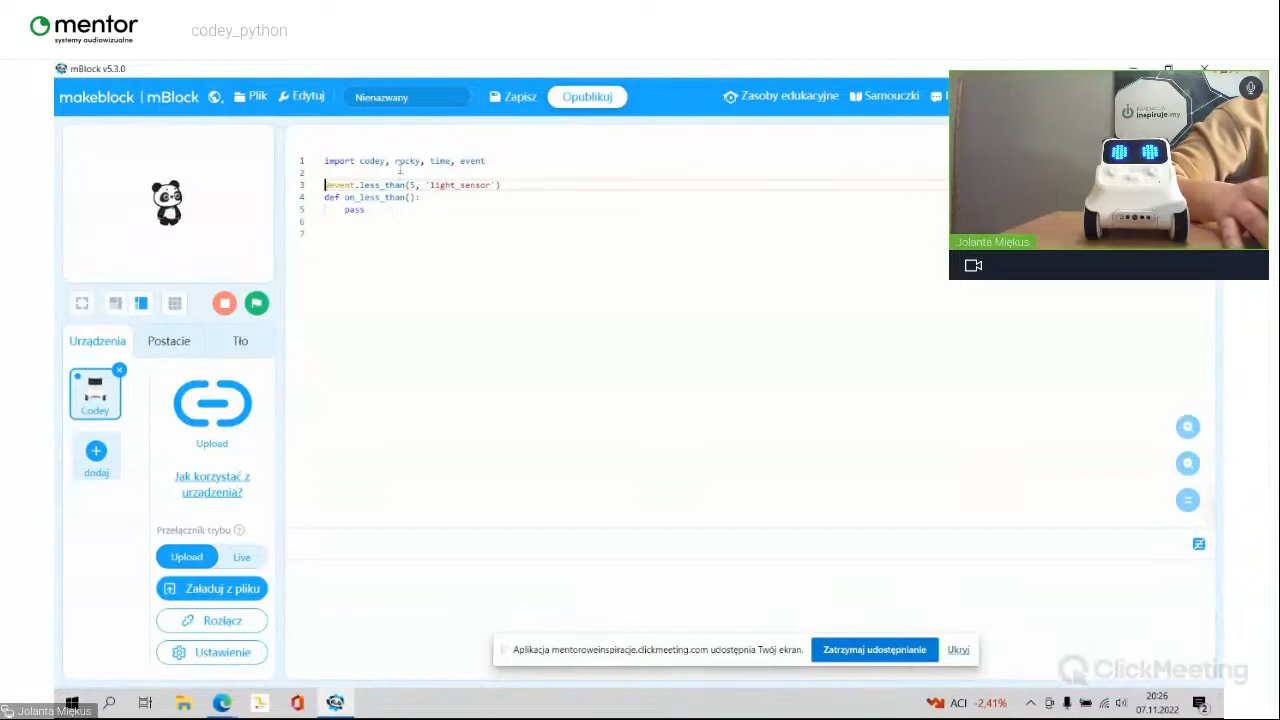 mentor
systemy audiowizualne
codey_python
mBlock v5.3.0
makeblock | mBlock
Plik
Edytuj
Nienazwany
Zapisz
Opublikuj
Zasoby edukacyjne
Samouczki
FUNDACJA
inspiruje.my
Jolanta Miękus
1 import codey, rocky, time, event
2
3 @event.less_than(5, 'light_sensor')
4 def on_less_than():
5 pass
6
7
Urządzenia
Postacie
Tło
Codey
dodaj
Upload
Jak korzystać z
urządzenia?
Przełącznik trybu
Upload
Live
Załaduj z pliku
Rozłącz
Ustawienie
Aplikacja mentoroweinspiracje.clickmeeting.com udostępnia Twój ekran.
Zatrzymaj udostępnianie
Ukryj
ClickMeeting
Jolanta Miękus
ACI -2,41%
20:26
07.11.2022
2